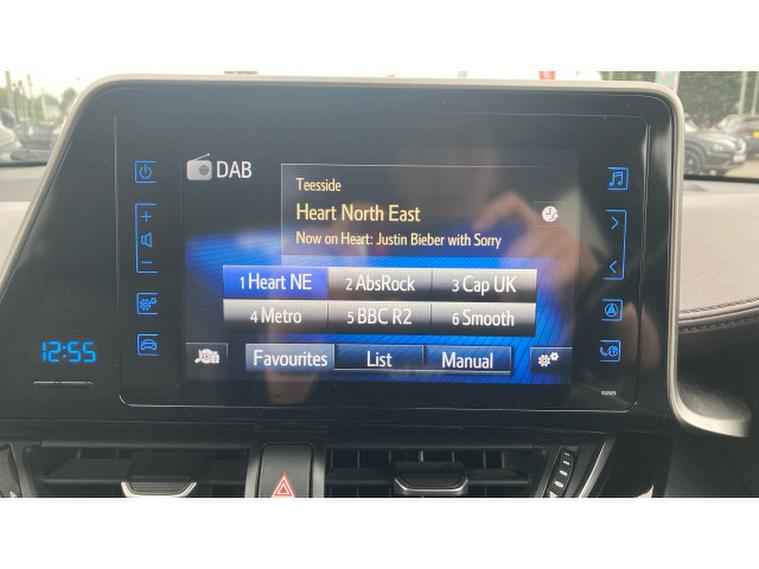 DAB
Teesside
Heart North East
Now on Heart: Justin Bieber with Sorry
1 Heart NE 2 AbsRock 3 Cap UK
4 Metro 5 BBC R2 6 Smooth
Favourites List Manual
12:55